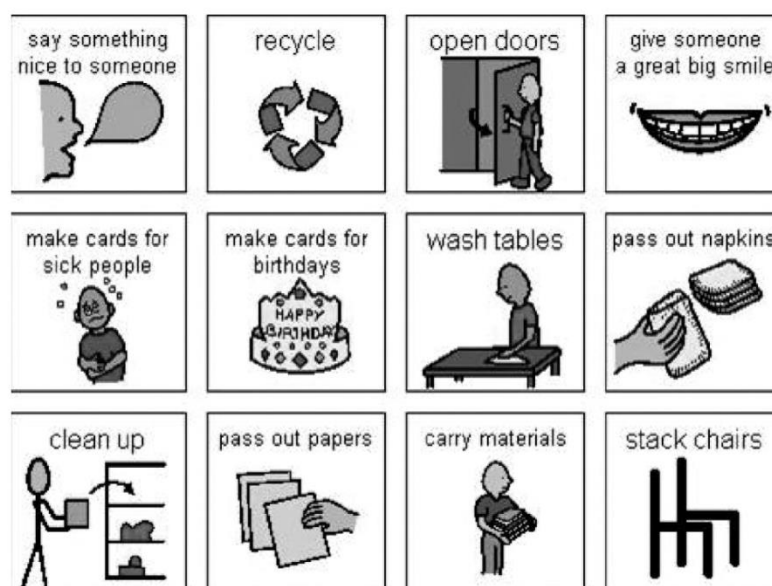 say something
nice to someone
recycle
open doors
give someone
a great big smile
make cards for
sick people
make cards for
birthdays
HAPPY
BIRTHDAY
wash tables
pass out napkins
clean up
pass out papers
carry materials
stack chairs